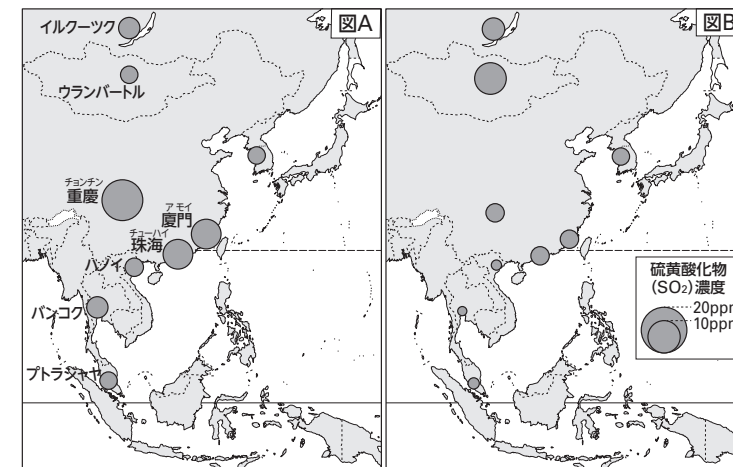 図A
イルクーツク
ウランバートル
チョンチン
重慶
アモイ
廈門
チューハイ
珠海
ハノイ
バンコク
プトラジャヤ
図B
硫黄酸化物
(SO₂)濃度
20ppm
10ppm